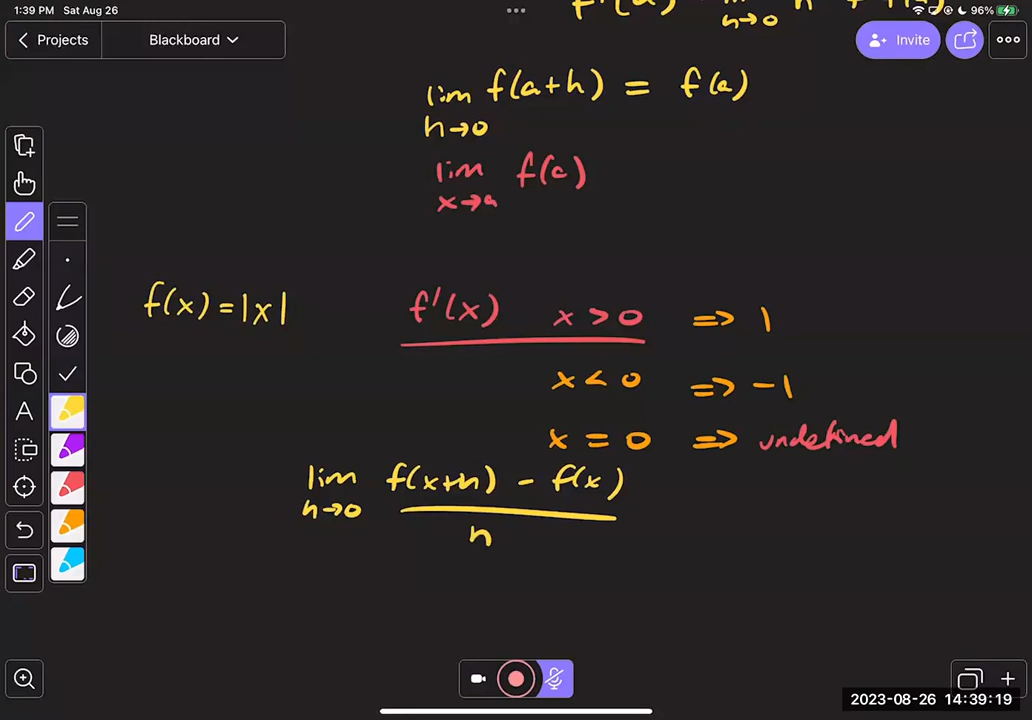 1:39 PM Sat Aug 26
96%
Projects
Blackboard
Invite
h→0
lim f(a+h) = f(a)
h→0
lim f(a)
x→a
f(x)=|x|
f'(x) x > 0 => 1
x < 0 => -1
x = 0 => undefined
lim f(x+h) - f(x)
h→0
h
A
2023-08-26 14:39:19